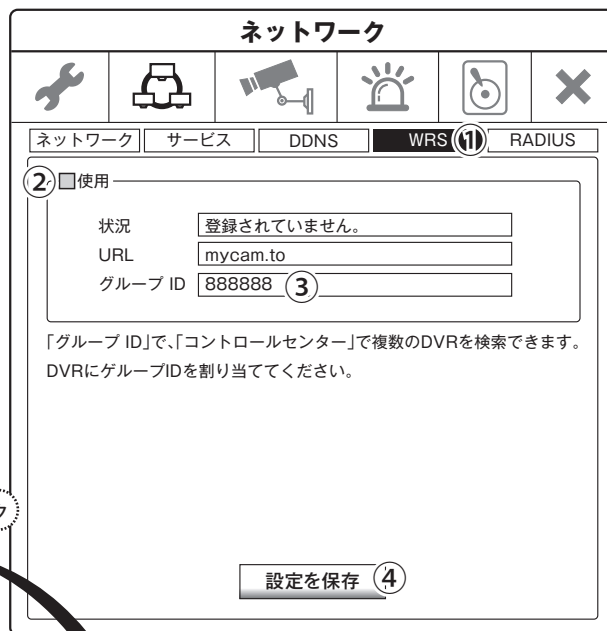 ネットワーク
ネットワーク サービス DDNS WRS ① RADIUS
② 使用
状況 登録されていません。
URL mycam.to
グループ ID 888888 ③
「グループ ID」で、「コントロールセンター」で複数のDVRを検索できます。
DVRにゲループIDを割り当ててください。
設定を保存 ④